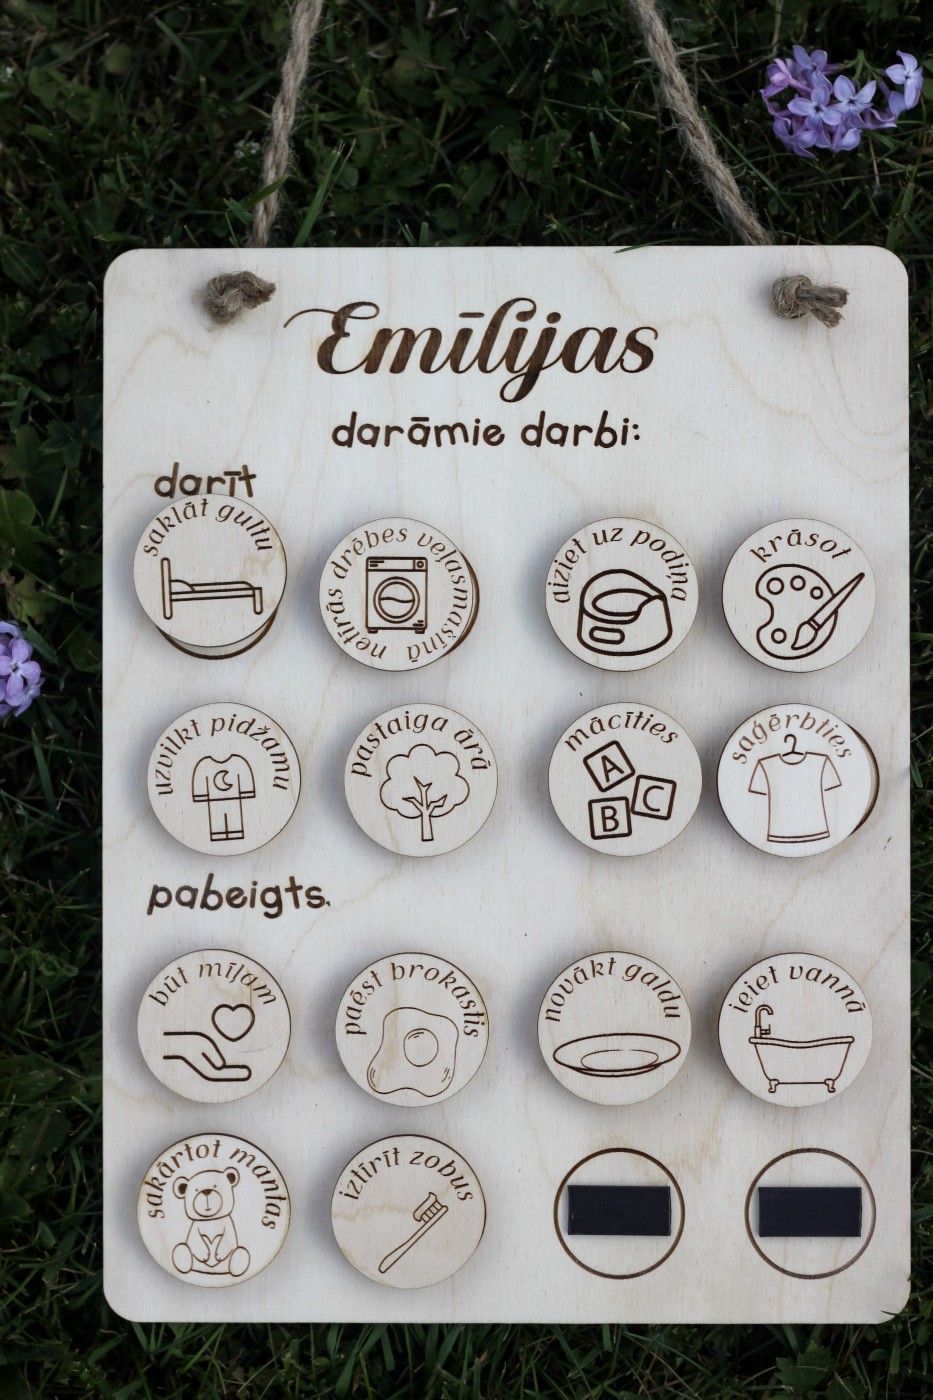 Emīlijas
darāmie darbi:
darīt
saklāt gultu
netīrās drēbes veļasmašīnā
aiziet uz podiņa
krāsot
uzvilkt pidžamu
pastaiga ārā
mācīties
A
B C
saģērbties
pabeigts
būt mīļam
paēst brokastis
novākt galdu
ieiet vannā
sakārtot mantas
iztīrīt zobus